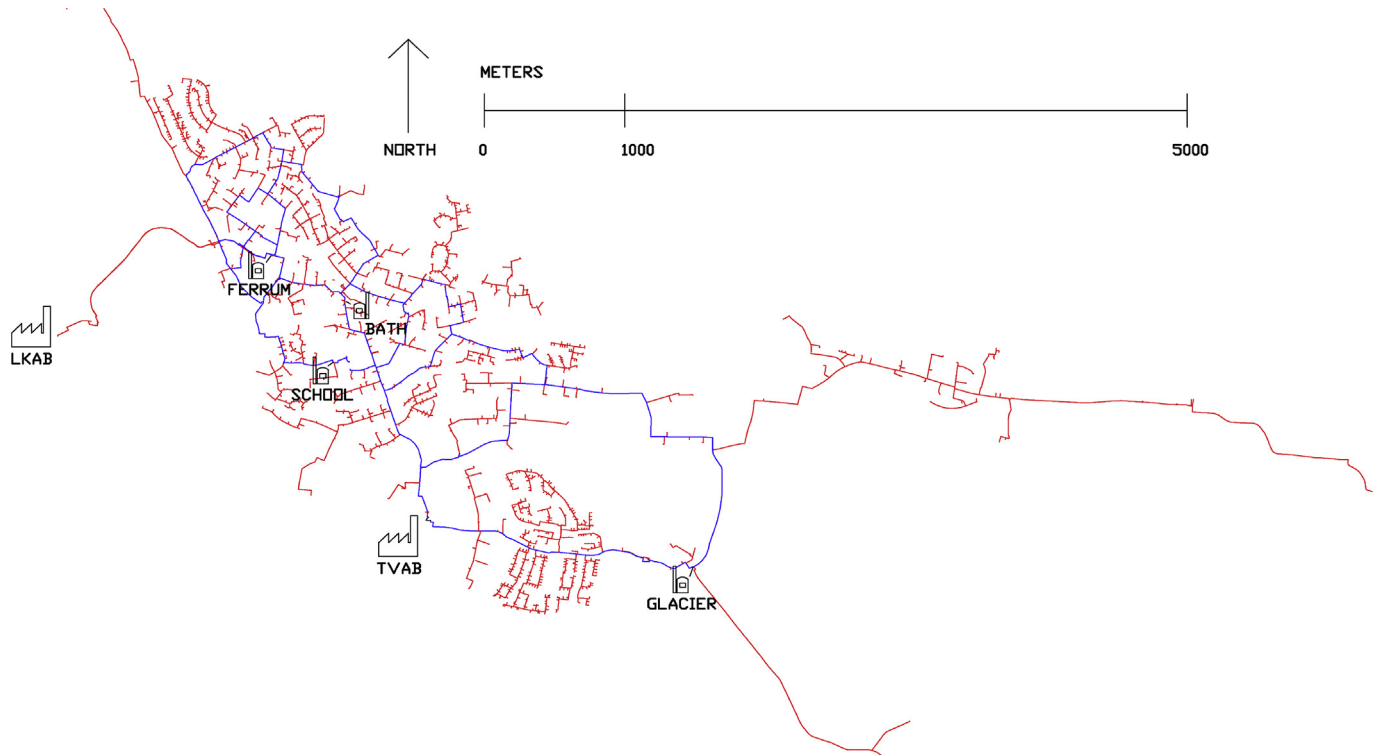 METERS
NORTH
0
1000
5000
FERRUM
BATH
LKAB
SCHOOL
TVAB
GLACIER